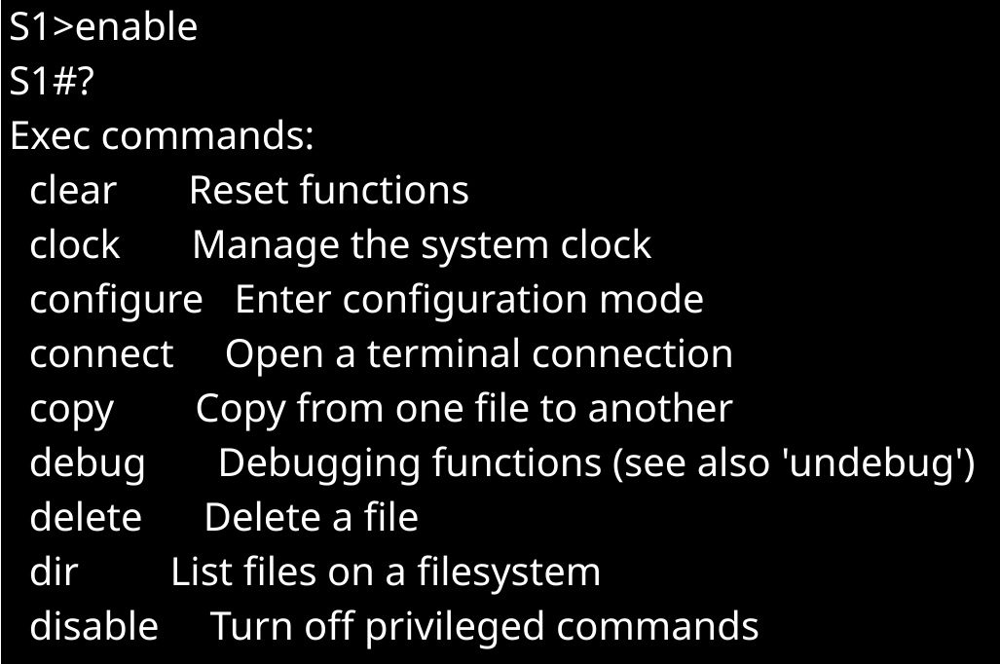 S1>enable
S1#?
Exec commands:
clear Reset functions
clock Manage the system clock
configure Enter configuration mode
connect Open a terminal connection
copy Copy from one file to another
debug Debugging functions (see also 'undebug')
delete Delete a file
dir List files on a filesystem
disable Turn off privileged commands